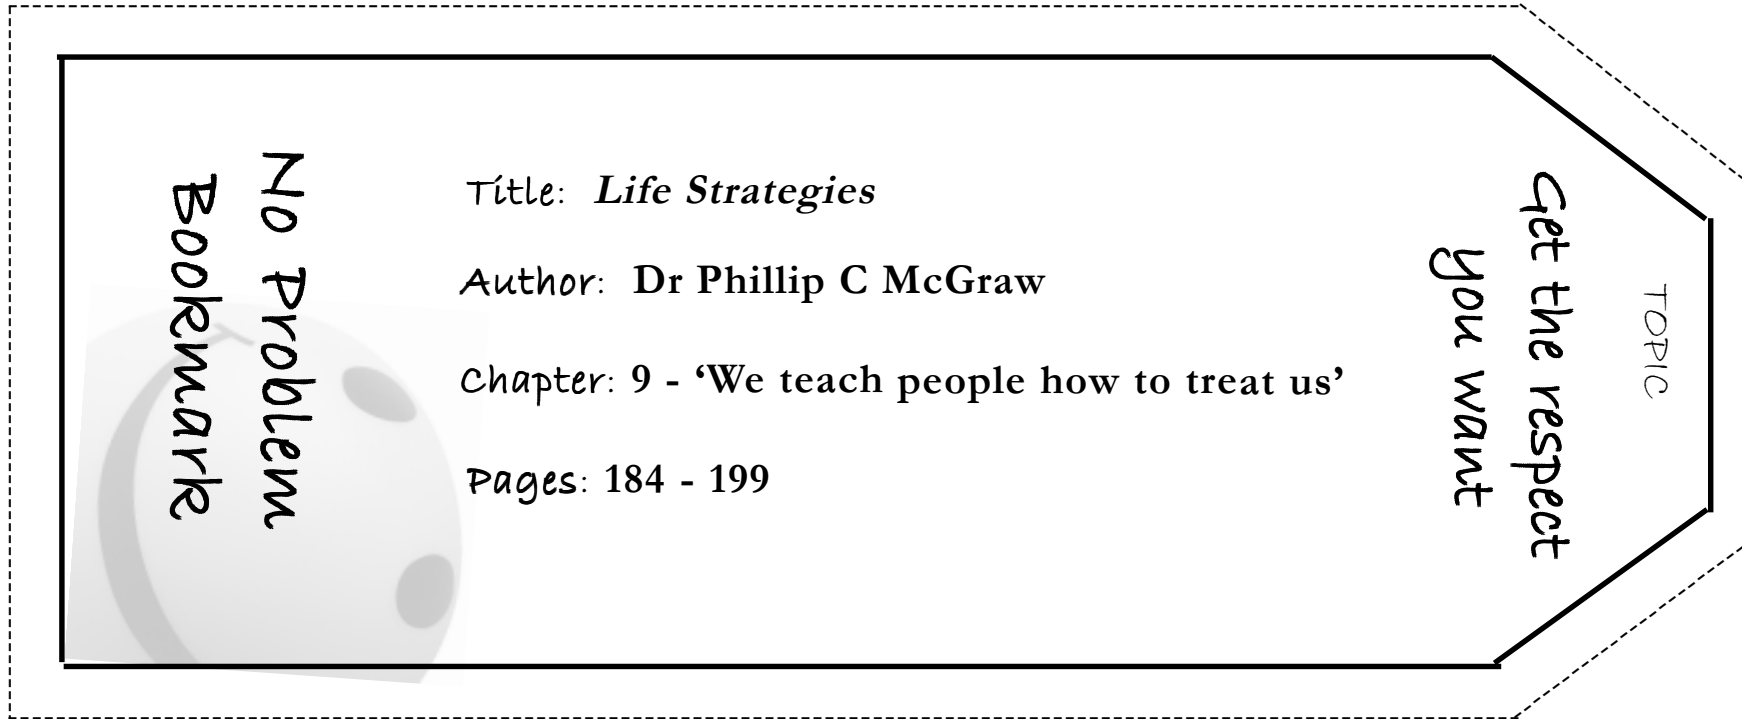 No Problem
Bookmark
Title: Life Strategies
Author: Dr Phillip C McGraw
Chapter: 9 - ‘We teach people how to treat us’
Pages: 184 - 199
TOPIC
Get the respect
you want